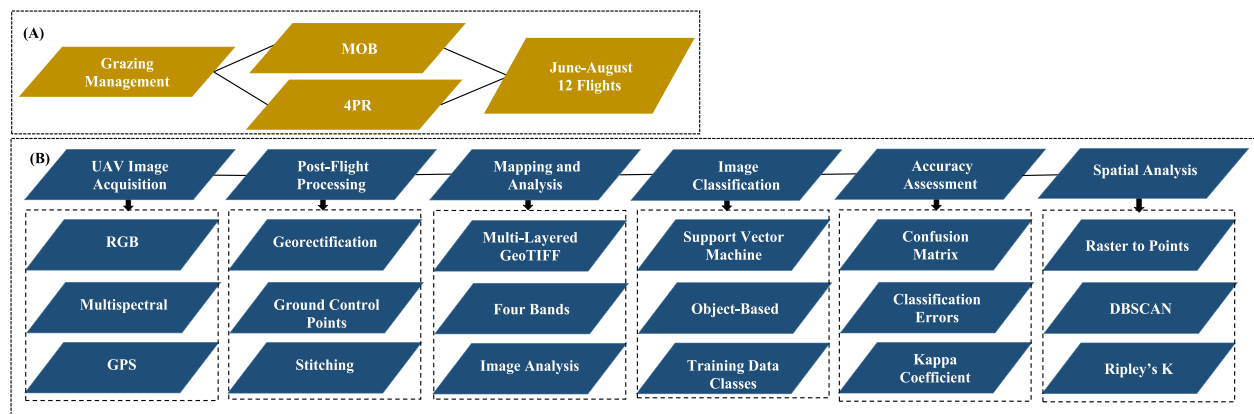 (A)
Grazing
Management
MOB
4PR
June-August
12 Flights
(B)
UAV Image
Acquisition
Post-Flight
Processing
Mapping and
Analysis
Image
Classification
Accuracy
Assessment
Spatial Analysis
RGB
Multispectral
GPS
Georectification
Ground Control
Points
Stitching
Multi-Layered
GeoTIFF
Four Bands
Image Analysis
Support Vector
Machine
Object-Based
Training Data
Classes
Confusion
Matrix
Classification
Errors
Kappa
Coefficient
Raster to Points
DBSCAN
Ripley's K